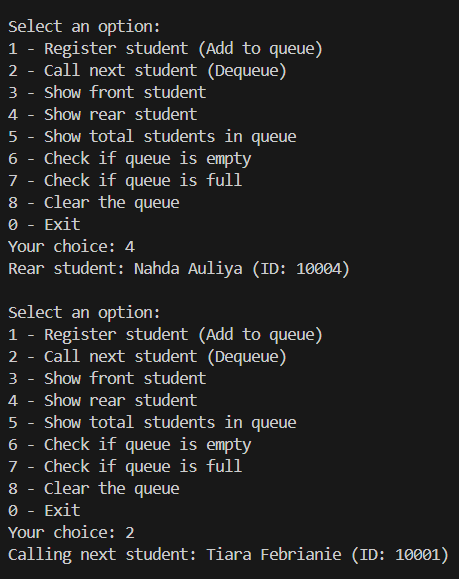 Select an option:
1 - Register student (Add to queue)
2 - Call next student (Dequeue)
3 - Show front student
4 - Show rear student
5 - Show total students in queue
6 - Check if queue is empty
7 - Check if queue is full
8 - Clear the queue
0 - Exit
Your choice: 4
Rear student: Nahda Auliya (ID: 10004)
Select an option:
1 - Register student (Add to queue)
2 - Call next student (Dequeue)
3 - Show front student
4 - Show rear student
5 - Show total students in queue
6 - Check if queue is empty
7 - Check if queue is full
8 - Clear the queue
0 - Exit
Your choice: 2
Calling next student: Tiara Febrianie (ID: 10001)